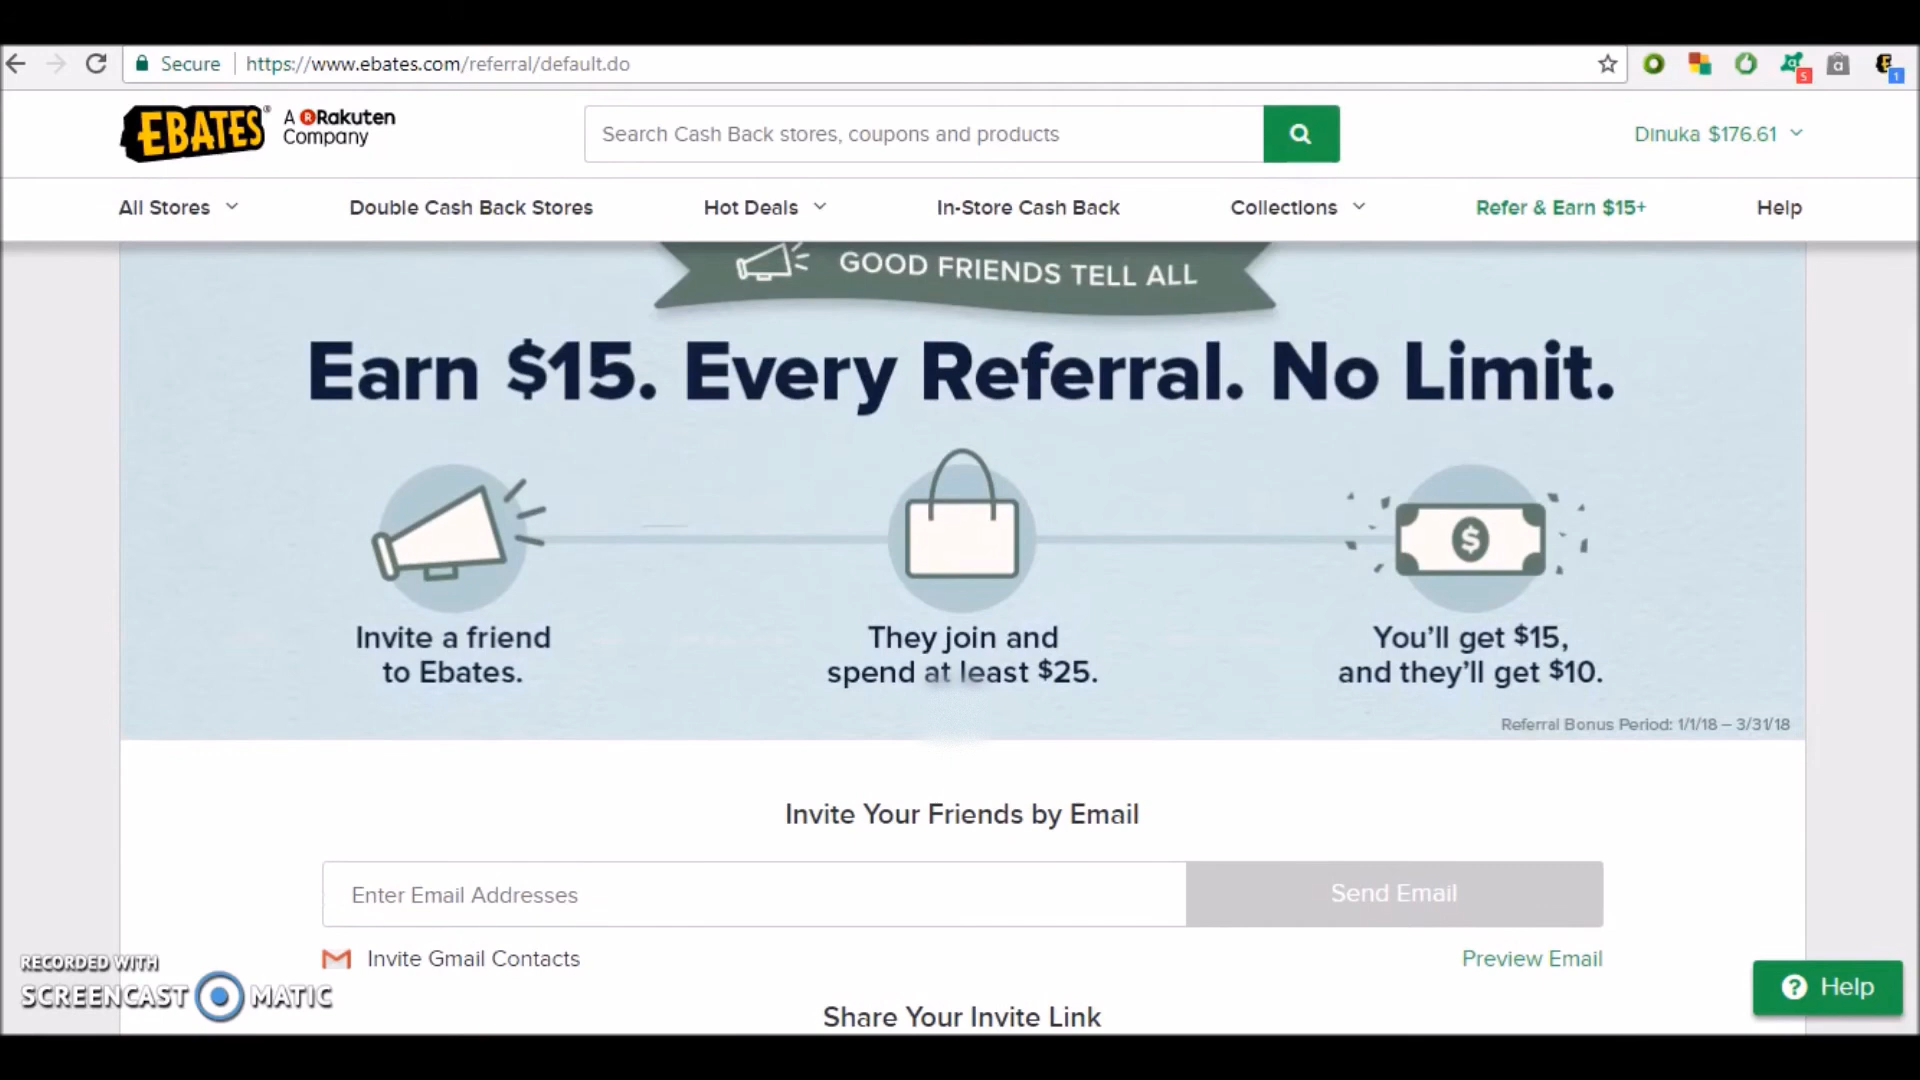 Secure https://www.ebates.com/referral/default.do
5
a
1
EBATES® A Rakuten
Company
Search Cash Back stores, coupons and products
Dinuka $176.61
All Stores Double Cash Back Stores Hot Deals In-Store Cash Back Collections Refer & Earn $15+ Help
GOOD FRIENDS TELL ALL
Earn $15. Every Referral. No Limit.
$
Invite a friend
to Ebates.
They join and
spend at least $25.
You'll get $15,
and they'll get $10.
Referral Bonus Period: 1/1/18 – 3/31/18
Invite Your Friends by Email
Enter Email Addresses Send Email
Invite Gmail Contacts Preview Email
Share Your Invite Link
? Help
RECORDED WITH
SCREENCAST MATIC